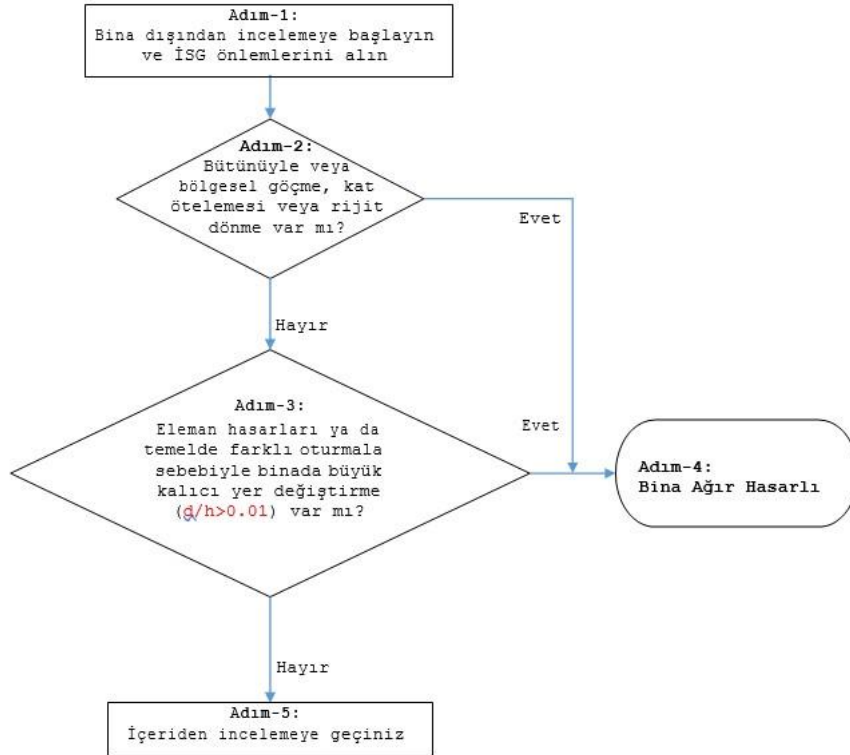 Adım-1:
Bina dışından incelemeye başlayın
ve İSG önlemlerini alın
Adım-2:
Bütünüyle veya
bölgesel göçme, kat
ötelemesi veya rijit
dönme var mı?
Evet
Hayır
Adım-3:
Eleman hasarları ya da
temelde farklı oturmala
sebebiyle binada büyük
kalıcı yer değiştirme
(d/h>0.01) var mı?
Evet
Adım-4:
Bina Ağır Hasarlı
Hayır
Adım-5:
İçeriden incelemeye geçiniz